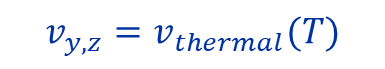 v_{y,z} = v_{thermal}(T)